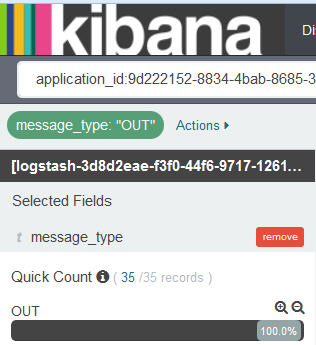 kibana
Di
application_id:9d222152-8834-4bab-8685-3
message_type: "OUT" Actions
[logstash-3d8d2eae-f3f0-44f6-9717-1261...
Selected Fields
t message_type remove
Quick Count ( 35 /35 records )
OUT
100.0%